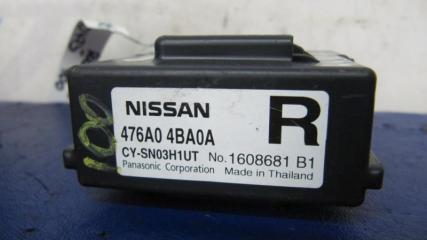 NISSAN R
476A0 4BA0A
CY-SN03H1UT No.1608681 B1
Panasonic Corporation Made in Thailand